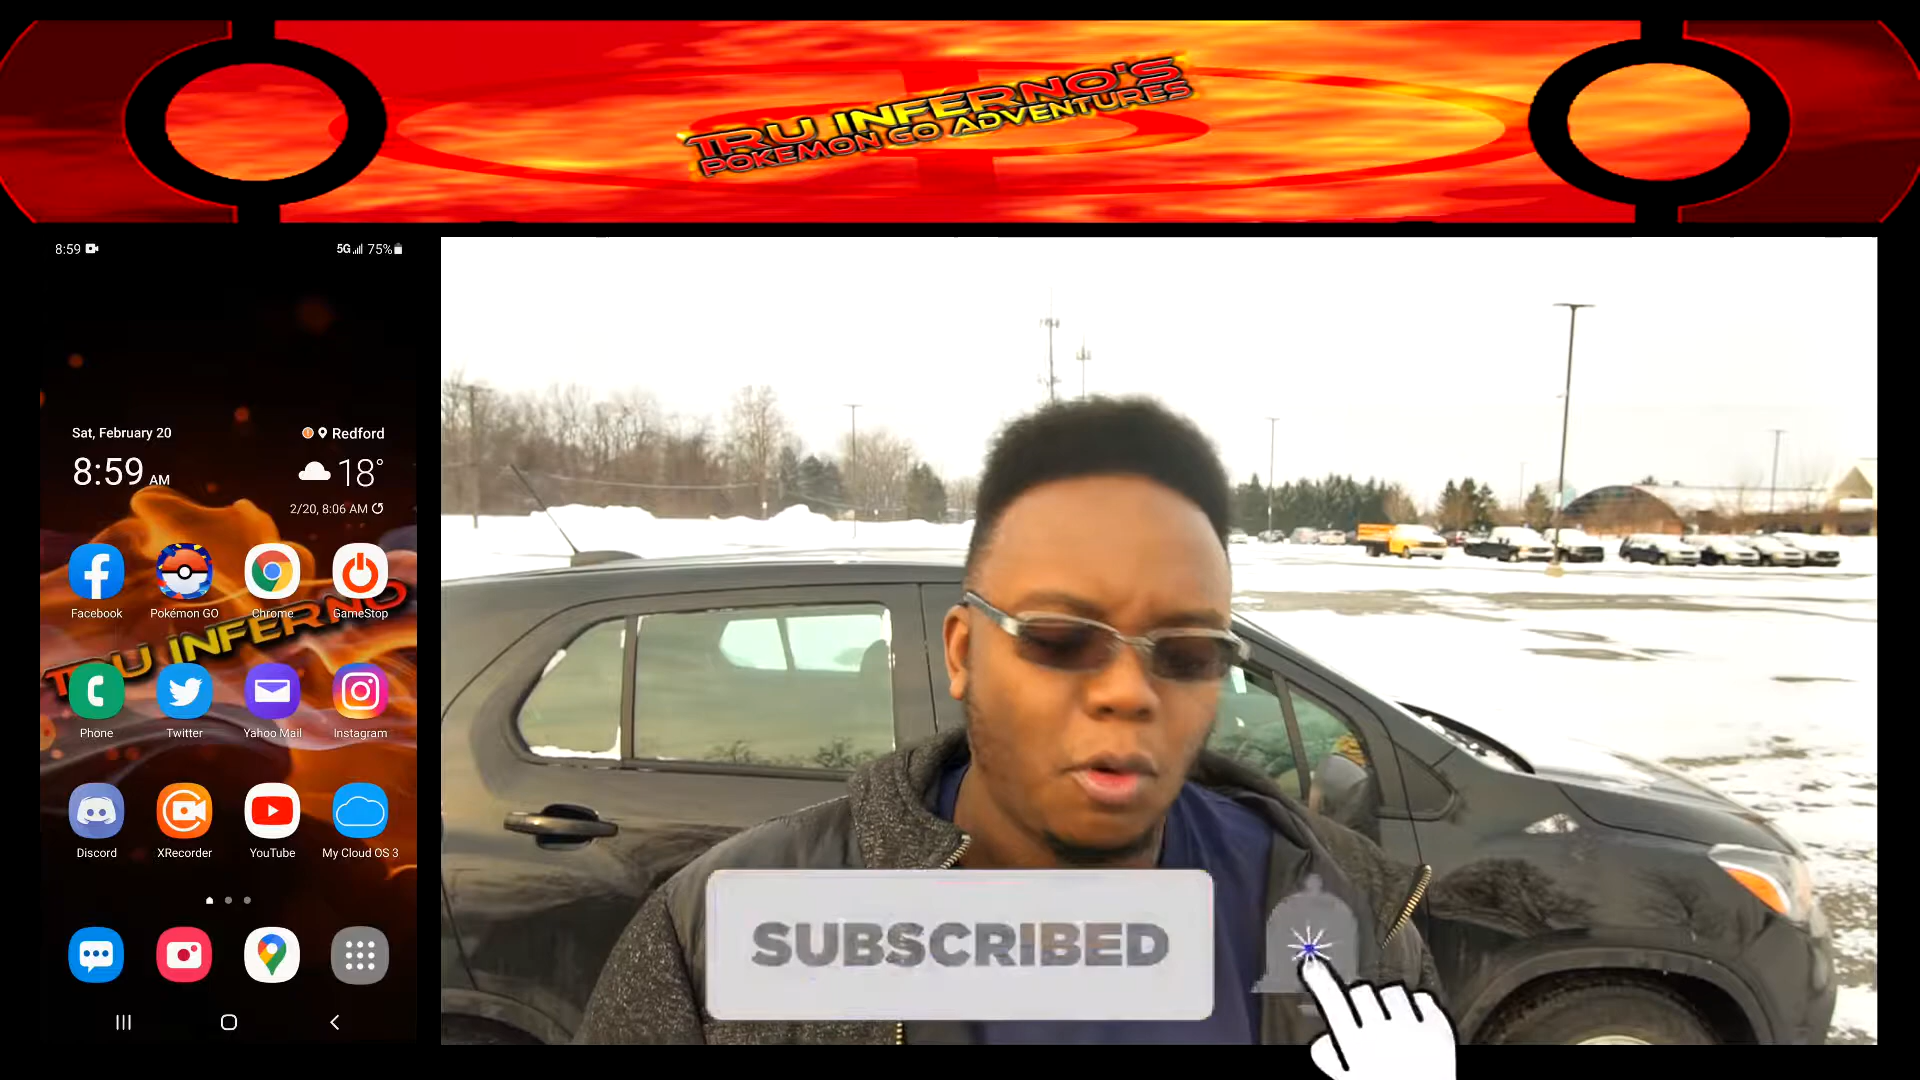 TRU INFERNO'S
POKEMON GO ADVENTURES
8:59
5G 75%
Sat, February 20
Redford
8:59 AM
18°
2/20, 8:06 AM
Facebook
Pokémon GO
Chrome
GameStop
TRU INFERNO
Phone
Twitter
Yahoo Mail
Instagram
Discord
XRecorder
YouTube
My Cloud OS 3
SUBSCRIBED